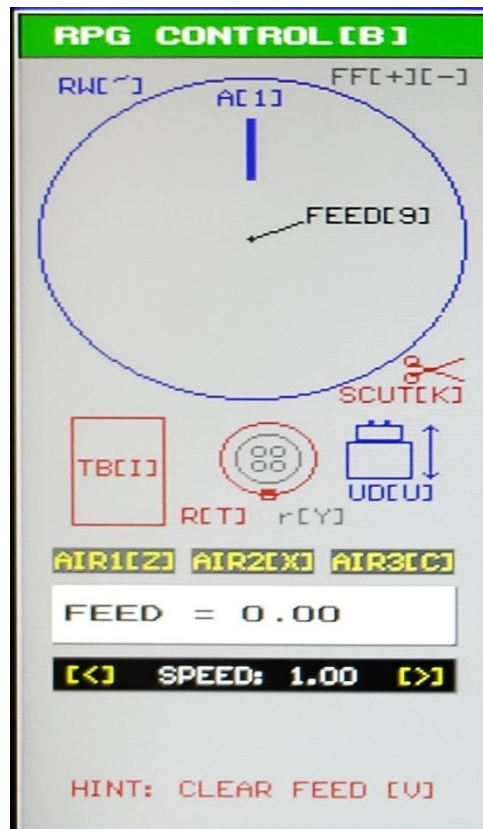 RPG CONTROL[B]
RW[~] FF[+][-]
A[1]
FEED[9]
SCUT[K]
TB[I]
UD[U]
R[T] r[Y]
AIR1[Z] AIR2[X] AIR3[C]
FEED = 0.00
[<] SPEED: 1.00 [>]
HINT: CLEAR FEED [V]